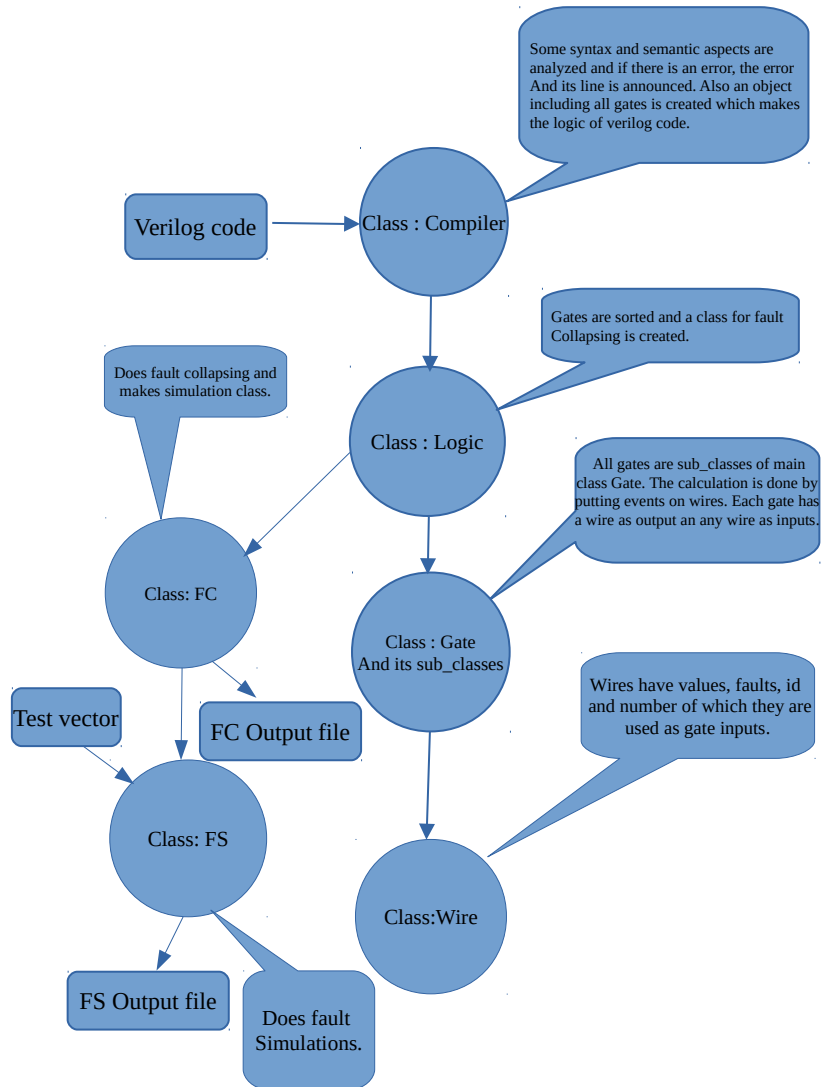 Some syntax and semantic aspects are
analyzed and if there is an error, the error
And its line is announced. Also an object
including all gates is created which makes
the logic of verilog code.
Verilog code
Class : Compiler
Gates are sorted and a class for fault
Collapsing is created.
Does fault collapsing and
makes simulation class.
Class : Logic
All gates are sub_classes of main
class Gate. The calculation is done by
putting events on wires. Each gate has
a wire as output an any wire as inputs.
Class: FC
Class : Gate
And its sub_classes
Wires have values, faults, id
and number of which they are
used as gate inputs.
Test vector
FC Output file
Class: FS
Class:Wire
FS Output file
Does fault
Simulations.